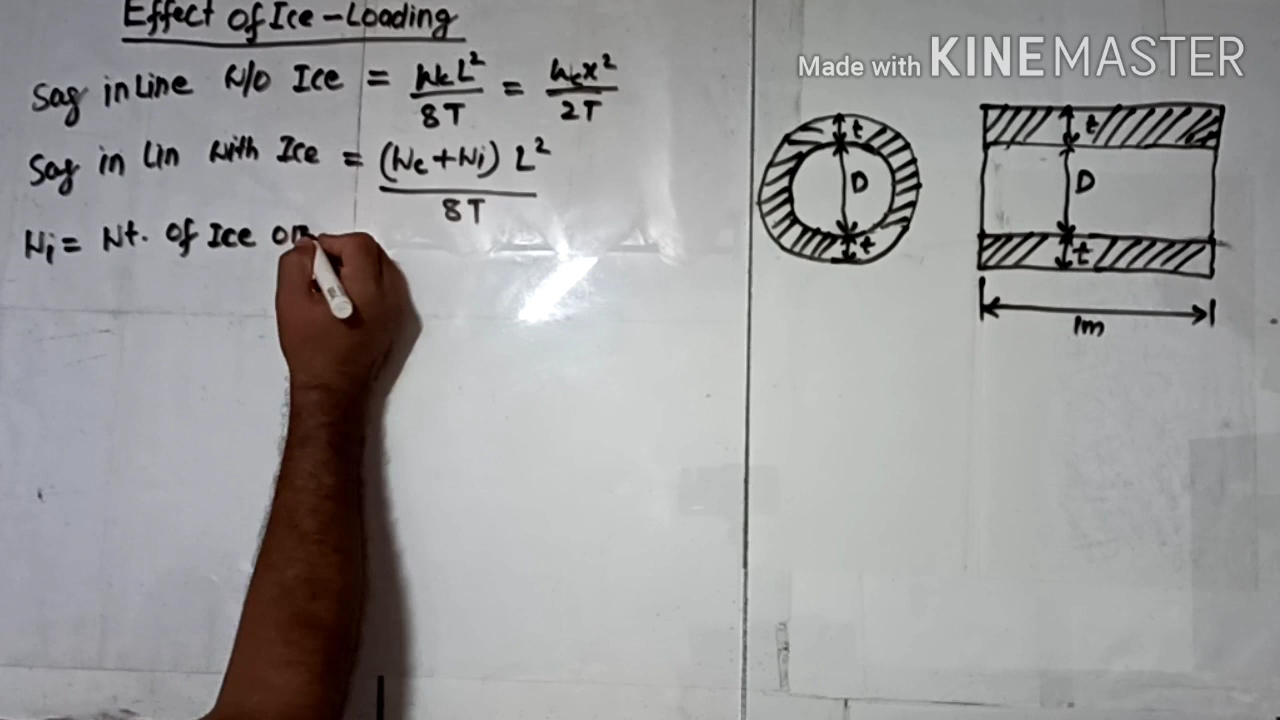 Effect of Ice-Loading
Sag in Line W/o Ice = WcL²/8T = Wcx²/2T
Sag in Lin With Ice = (Wc+Wi) L²/8T
Wi = Wt. of Ice on
Made with KINEMASTER
t
D
t
t
D
t
1m